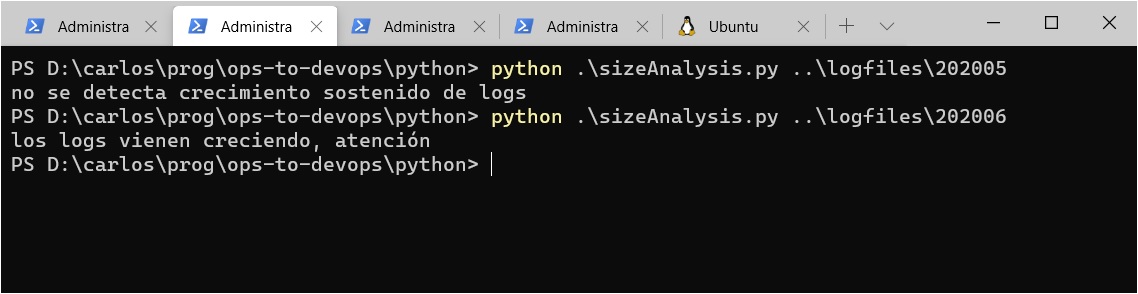 Administra Administra Administra Administra Ubuntu
PS D:\carlos\prog\ops-to-devops\python> python .\sizeAnalysis.py ..\logfiles\202005
no se detecta crecimiento sostenido de logs
PS D:\carlos\prog\ops-to-devops\python> python .\sizeAnalysis.py ..\logfiles\202006
los logs vienen creciendo, atención
PS D:\carlos\prog\ops-to-devops\python>